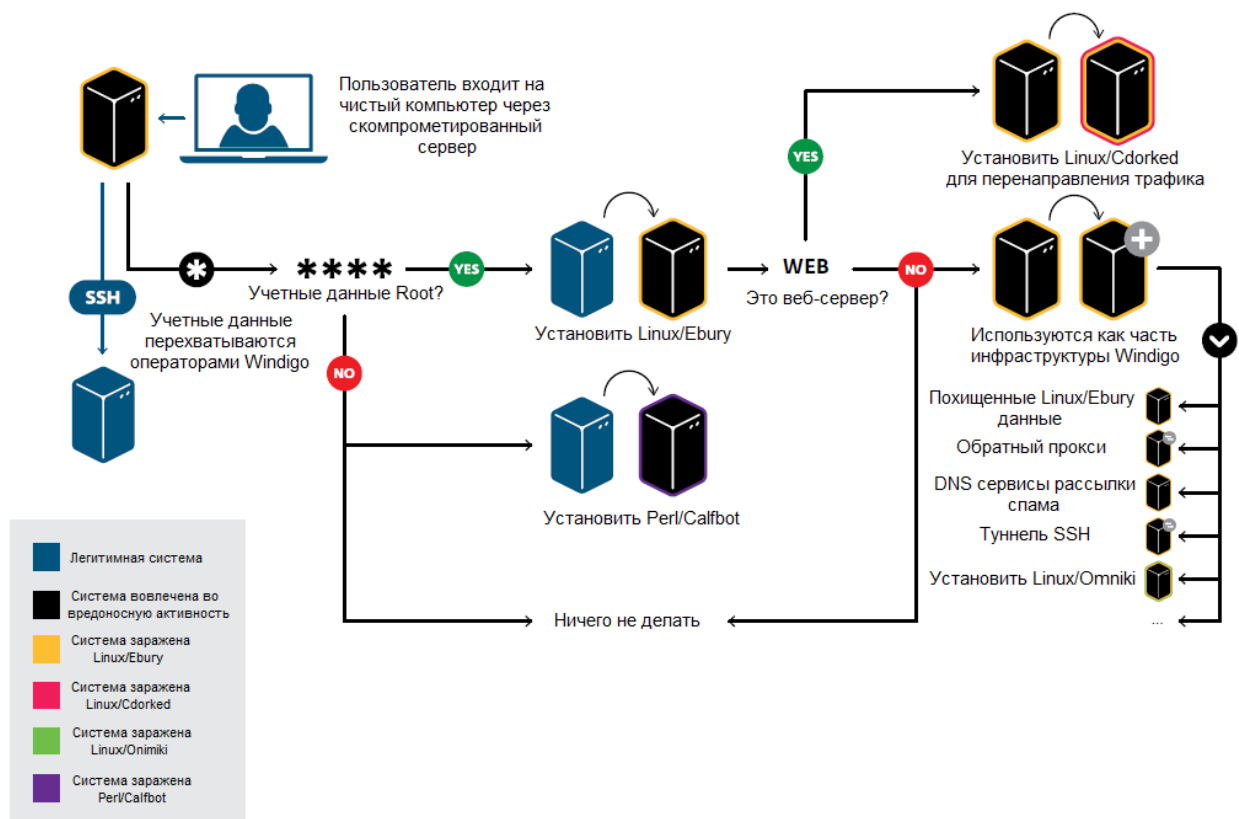 Пользователь входит на
чистый компьютер через
скомпрометированный
сервер
SSH
Учетные данные
перехватываются
операторами Windigo
****
Учетные данные Root?
YES
NO
Установить Linux/Ebury
Установить Perl/Calfbot
WEB
Это веб-сервер?
YES
NO
Установить Linux/Cdorked
для перенаправления трафика
Используются как часть
инфраструктуры Windigo
Похищенные Linux/Ebury
данные
Обратный прокси
DNS сервисы рассылки
спама
Туннель SSH
Установить Linux/Omniki
...
Ничего не делать
Легитимная система
Система вовлечена во
вредоносную активность
Система заражена
Linux/Ebury
Система заражена
Linux/Cdorked
Система заражена
Linux/Onimiki
Система заражена
Perl/Calfbot